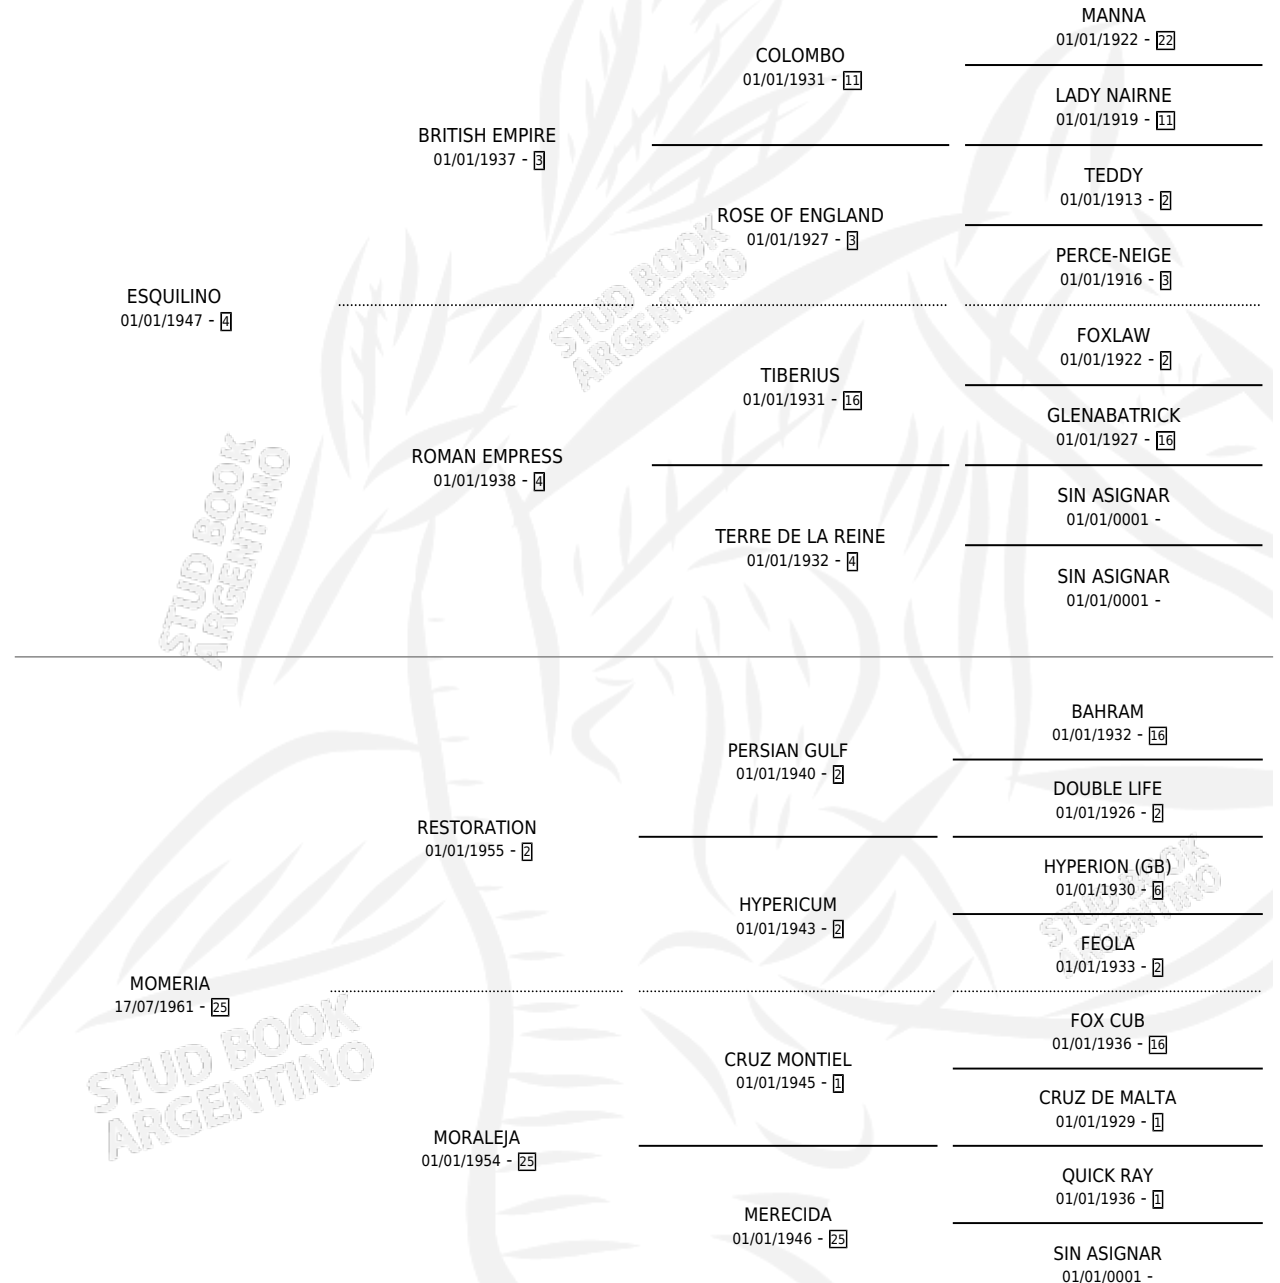 MANNA
01/01/1922 - 22
COLOMBO
01/01/1931 - 11
LADY NAIRNE
01/01/1919 - 11
BRITISH EMPIRE
01/01/1937 - 3
TEDDY
01/01/1913 - 2
ROSE OF ENGLAND
01/01/1927 - 3
PERCE-NEIGE
01/01/1916 - 3
ESQUILINO
01/01/1947 - 4
FOXLAW
01/01/1922 - 2
TIBERIUS
01/01/1931 - 16
GLENABATRICK
01/01/1927 - 16
ROMAN EMPRESS
01/01/1938 - 4
SIN ASIGNAR
01/01/0001 -
TERRE DE LA REINE
01/01/1932 - 4
SIN ASIGNAR
01/01/0001 -
BAHRAM
01/01/1932 - 16
PERSIAN GULF
01/01/1940 - 2
DOUBLE LIFE
01/01/1926 - 2
RESTORATION
01/01/1955 - 2
HYPERION (GB)
01/01/1930 - 6
HYPERICUM
01/01/1943 - 2
FEOLA
01/01/1933 - 2
MOMERIA
17/07/1961 - 25
FOX CUB
01/01/1936 - 16
CRUZ MONTIEL
01/01/1945 - 1
CRUZ DE MALTA
01/01/1929 - 1
MORALEJA
01/01/1954 - 25
QUICK RAY
01/01/1936 - 1
MERECIDA
01/01/1946 - 25
SIN ASIGNAR
01/01/0001 -
STUD BOOK
ARGENTINO
STUD BOOK
ARGENTINO
STUD BOOK
ARGENTINO
STUD BOOK
ARGENTINO